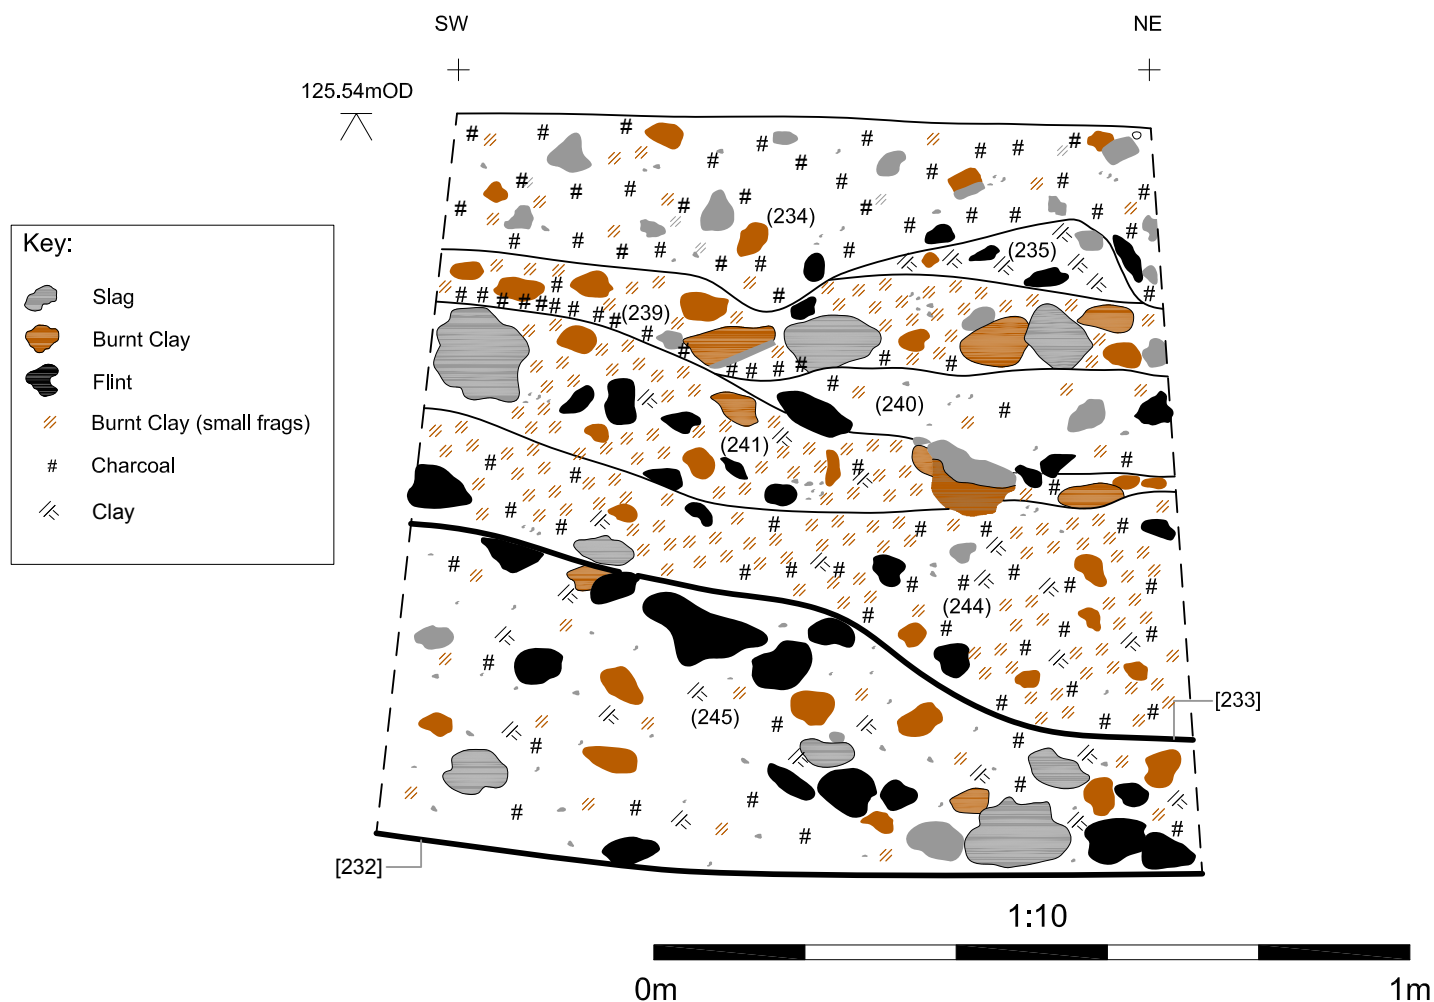 SW
NE
125.54mOD
(234)
(235)
Key:
Slag
(239)
Burnt Clay
Flint
(240)
Burnt Clay (small frags)
(241)
Charcoal
Clay
(244)
[233]
(245)
[232]
1:10
0m
1m